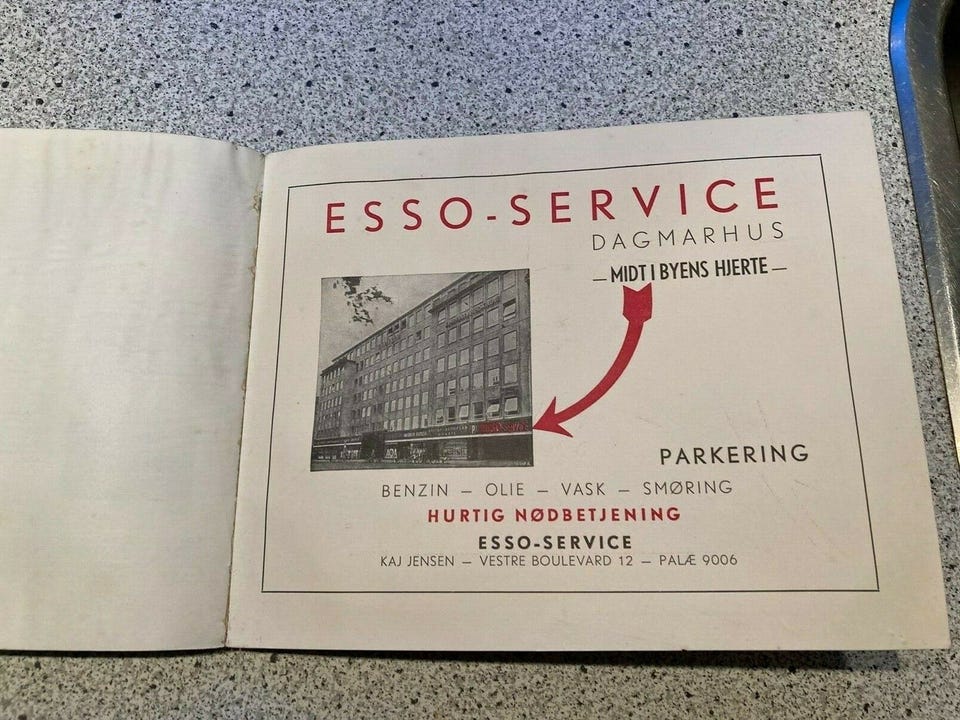 ESSO-SERVICE
DAGMARHUS
—MIDT I BYENS HJERTE—
PARKERING
BENZIN — OLIE — VASK — SMØRING
HURTIG NØDBETJENING
ESSO-SERVICE
KAJ JENSEN — VESTRE BOULEVARD 12 — PALÆ 9006